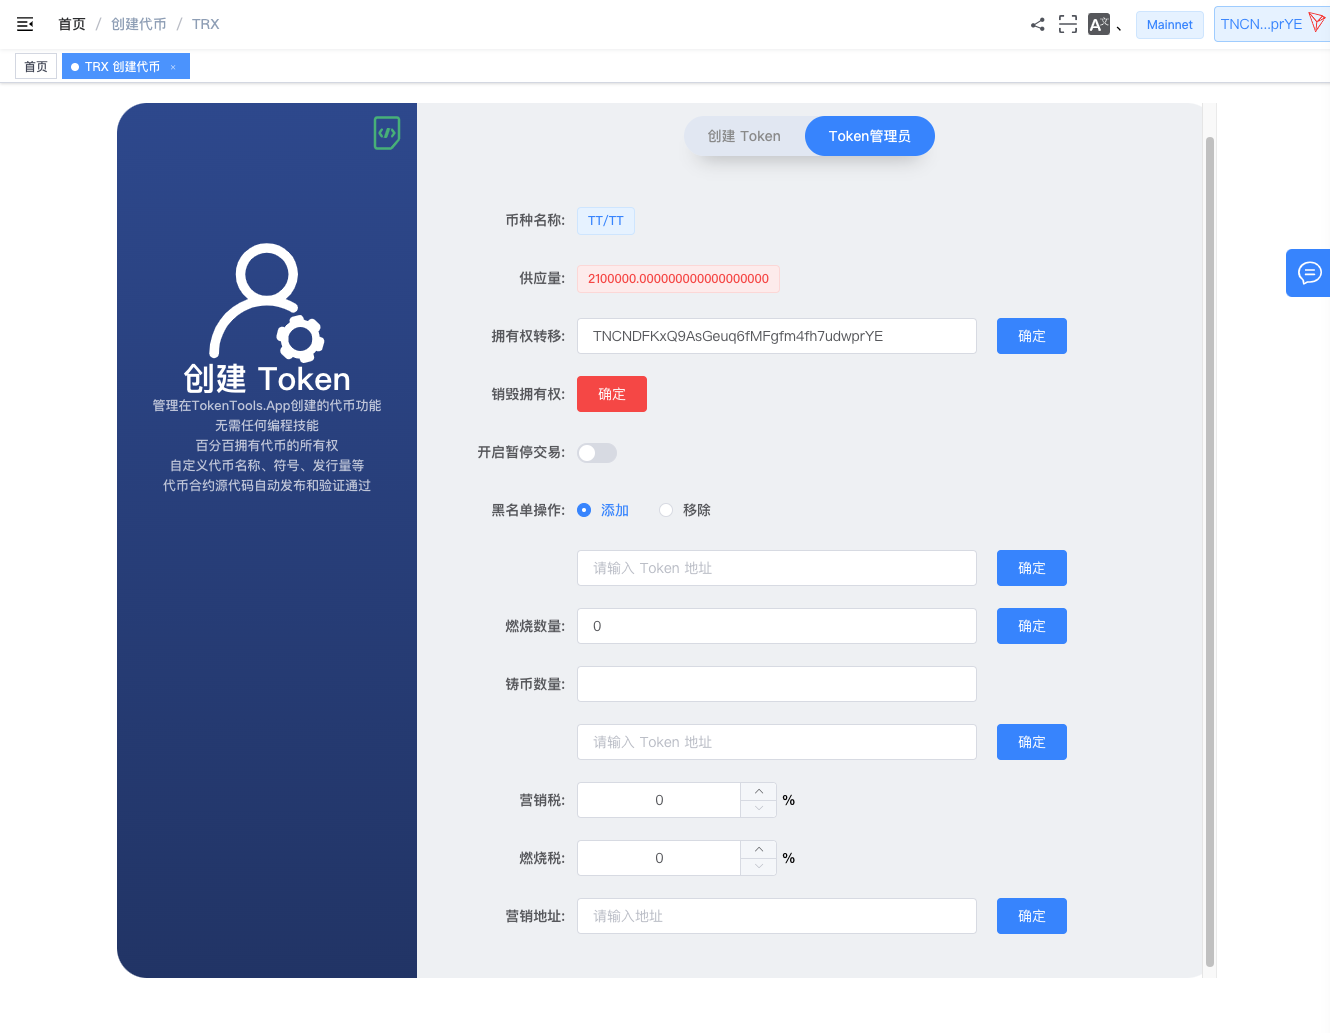 首页 / 创建代币 / TRX
A文
、
Mainnet
TNCN...prYE
首页
TRX 创建代币 ×
</>
创建 Token
管理在TokenTools.App创建的代币功能
无需任何编程技能
百分百拥有代币的所有权
自定义代币名称、符号、发行量等
代币合约源代码自动发布和验证通过
创建 Token
Token管理员
币种名称: TT/TT
供应量: 2100000.000000000000000000
拥有权转移: TNCNDFKxQ9AsGeuq6fMFgfm4fh7udwprYE 确定
销毁拥有权: 确定
开启暂停交易:
黑名单操作: 添加 移除
请输入 Token 地址 确定
燃烧数量: 0 确定
铸币数量:
请输入 Token 地址 确定
营销税: 0 %
燃烧税: 0 %
营销地址: 请输入地址 确定